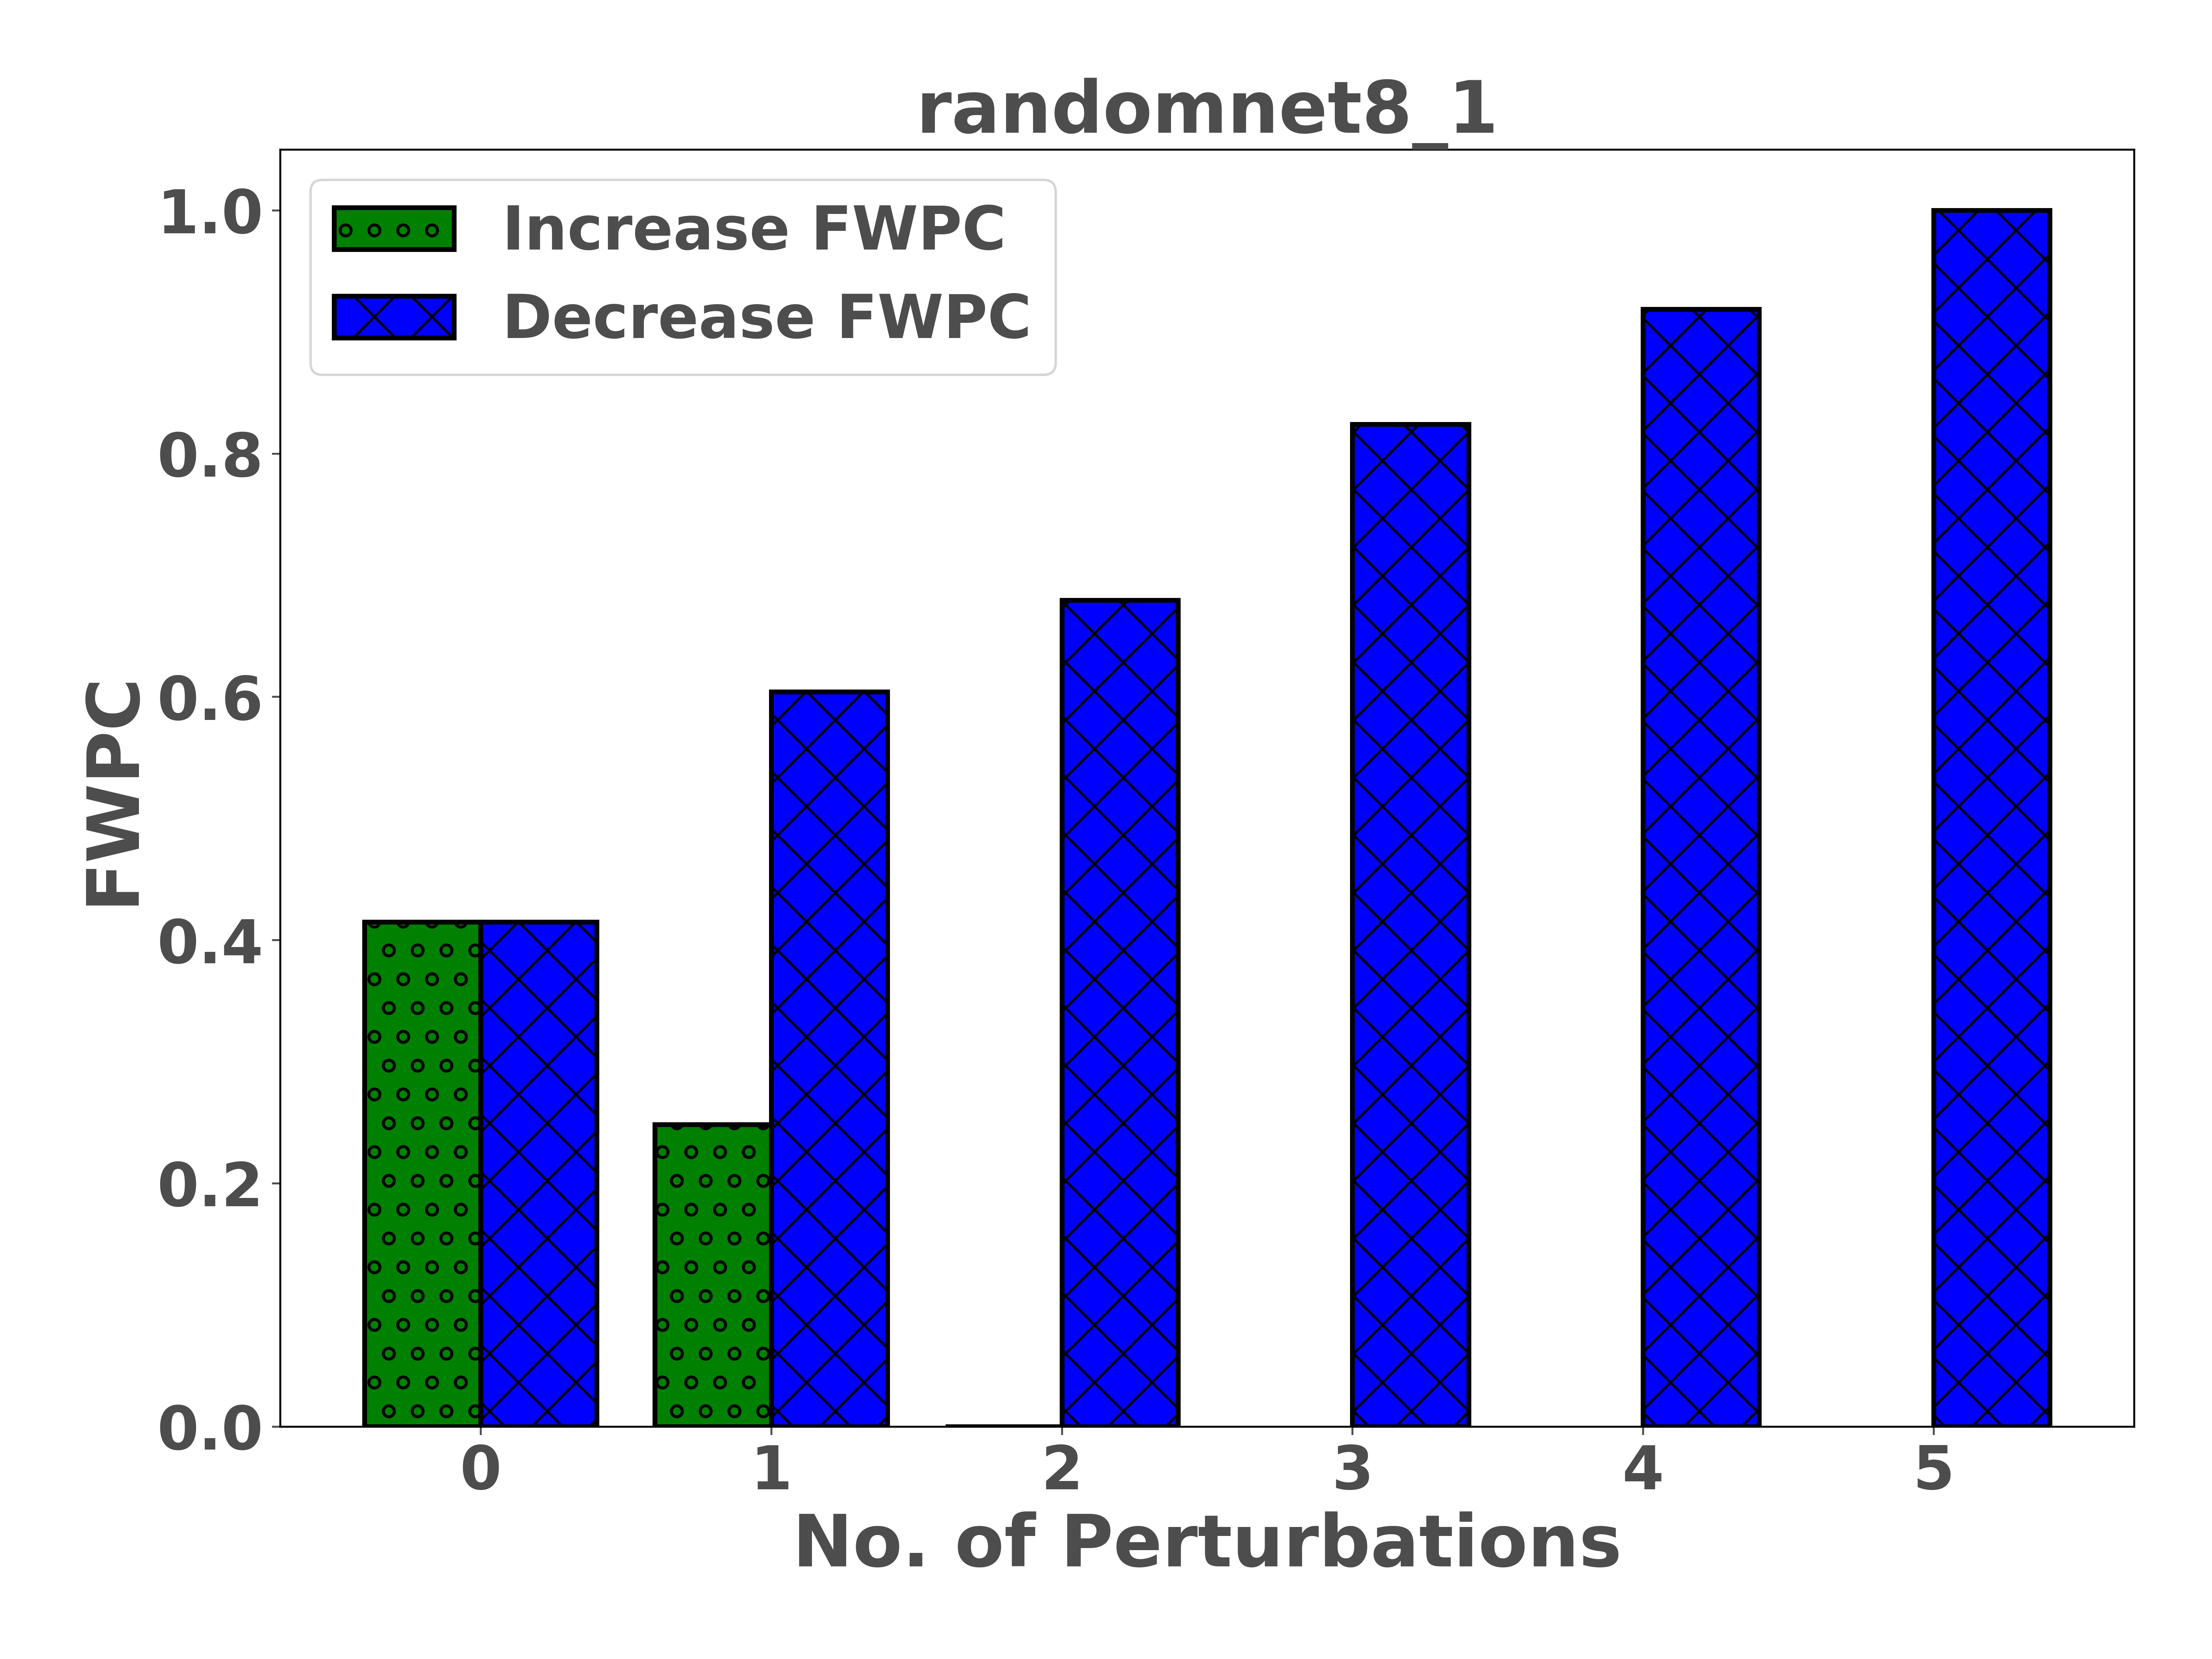 randomnet8_1
Increase FWPC
Decrease FWPC
FWPC
1.0
0.8
0.6
0.4
0.2
0.0
0 1 2 3 4 5
No. of Perturbations